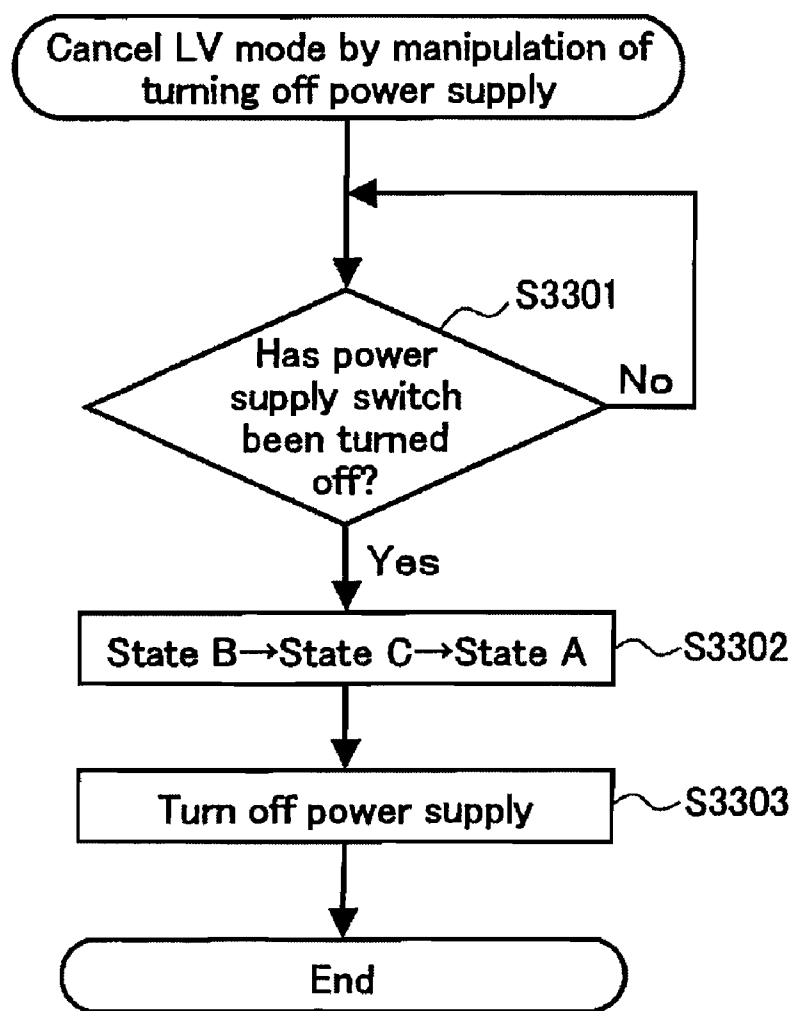 Cancel LV mode by manipulation of
turning off power supply
S3301
Has power
supply switch
been turned
off?
No
Yes
State B→State C→State A
S3302
Turn off power supply
S3303
End